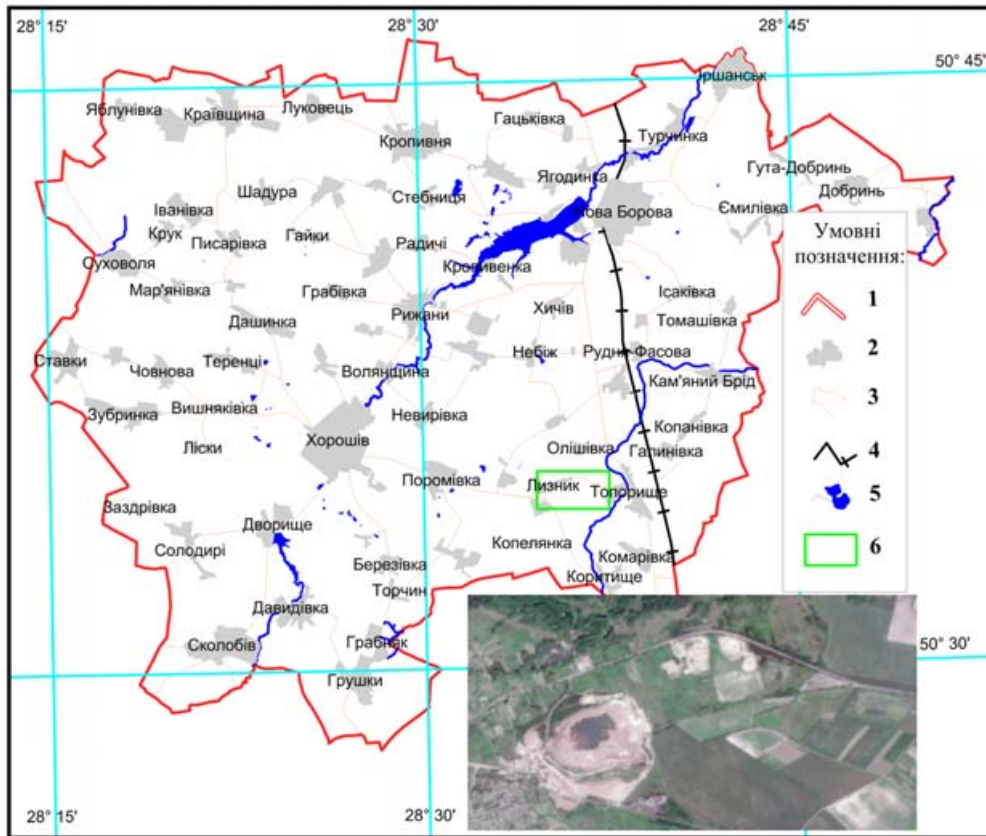 28° 15'
28° 30'
28° 45'
50° 45'
Іршанськ
Яблунівка
Краївщина
Луковець
Гацьківка
Турчинка
Кропивня
Гута-Добринь
Ягодинка
Шадура
Стебниця
Добринь
Іванівка
Нова Борова
Ємилівка
Крук
Писарівка
Гайки
Радичі
Умовні
позначення:
Суховоля
Кропивенка
Мар'янівка
Грабівка
Ісаківка
1
Дашинка
Рижани
Хичів
Томашівка
2
Ставки
Човнова
Теренці
Волянщина
Небіж
Рудня-Фасова
Кам'яний Брід
3
Зубринка
Вишняківка
Невирівка
Копанівка
Ліски
Хорошів
Олішівка
Галинівка
4
Поромівка
Лизник
Топорище
5
Заздрівка
Дворище
Солодирі
Копелянка
Комарівка
6
Березівка
Коритище
Торчин
Давидівка
Сколобів
Грабняк
50° 30'
Грушки
28° 15'
28° 30'